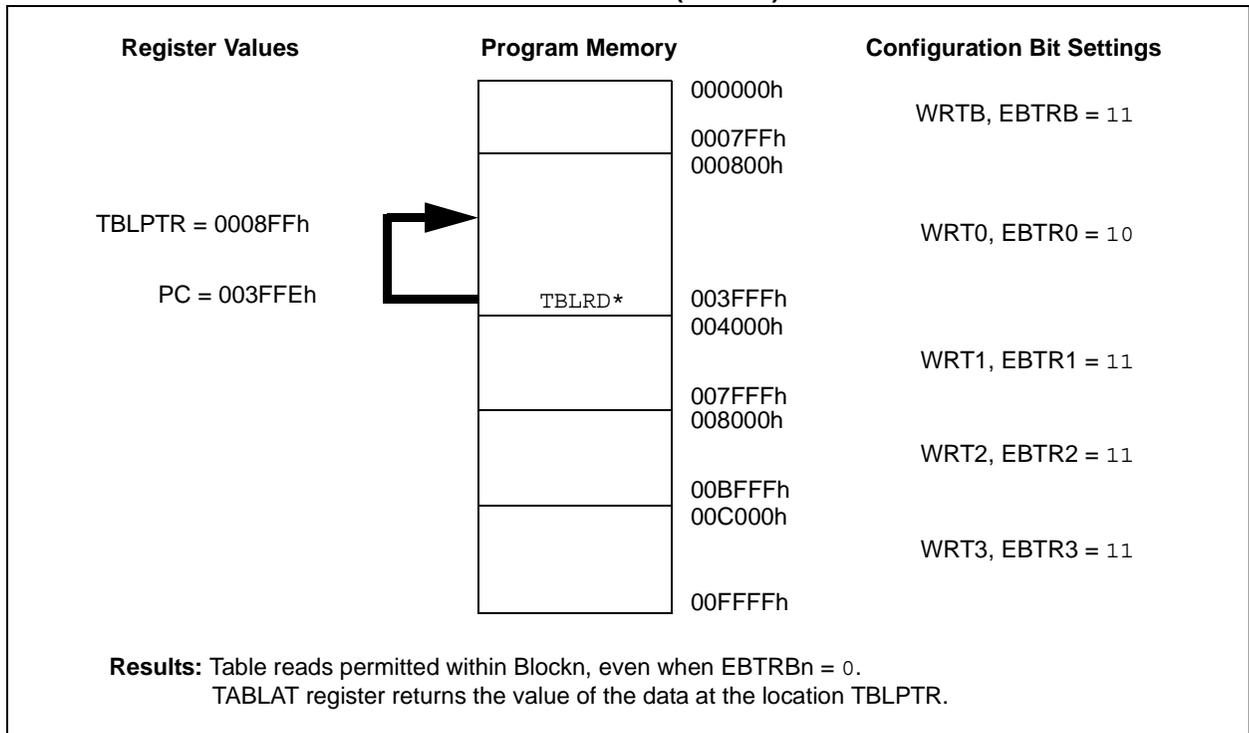 Register Values Program Memory Configuration Bit Settings
000000h
WRTB, EBTRB = 11
0007FFh
000800h
TBLPTR = 0008FFh
WRT0, EBTR0 = 10
PC = 003FFEh
TBLRD*
003FFFh
004000h
WRT1, EBTR1 = 11
007FFFh
008000h
WRT2, EBTR2 = 11
00BFFFh
00C000h
WRT3, EBTR3 = 11
00FFFFh
Results: Table reads permitted within Blockn, even when EBTRBn = 0.
TABLAT register returns the value of the data at the location TBLPTR.